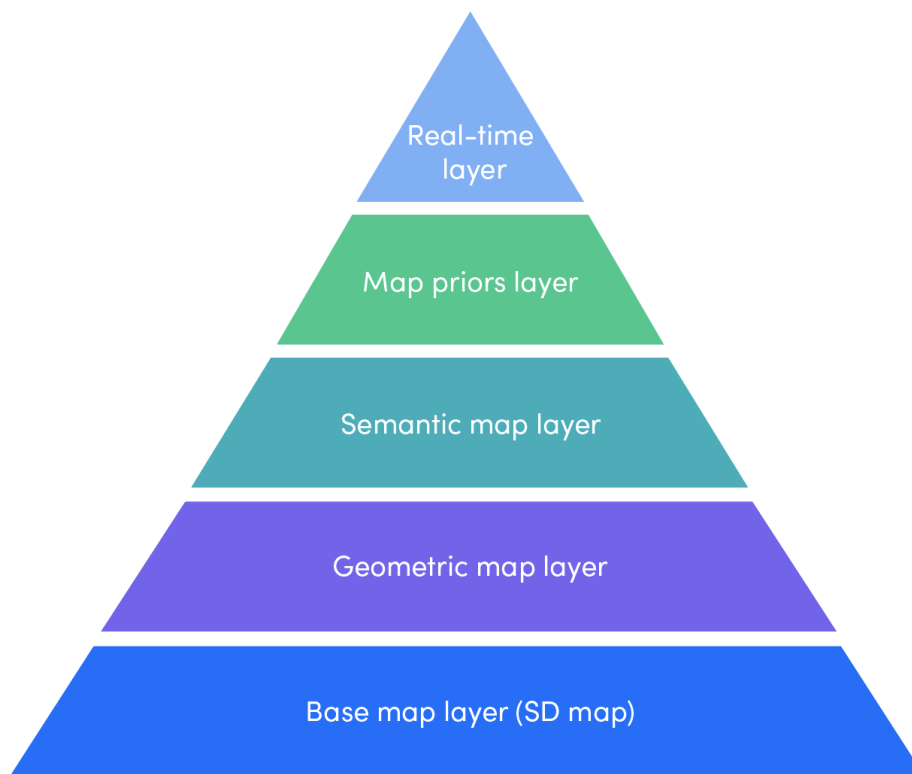 Real-time
layer
Map priors layer
Semantic map layer
Geometric map layer
Base map layer (SD map)